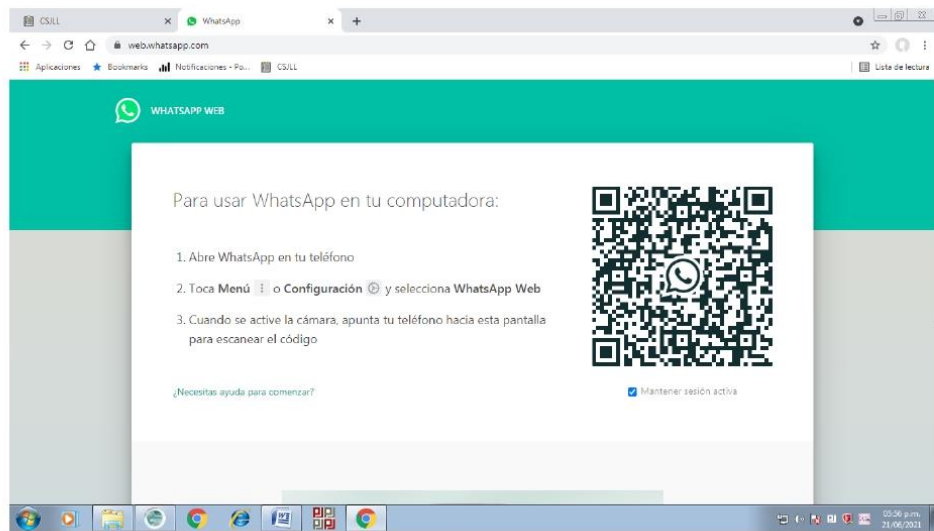 CSJLL
WhatsApp
web.whatsapp.com
Aplicaciones
Bookmarks
Notificaciones - Po...
CSJLL
Lista de lectura
WHATSAPP WEB
Para usar WhatsApp en tu computadora:
1. Abre WhatsApp en tu teléfono
2. Toca Menú o Configuración y selecciona WhatsApp Web
3. Cuando se active la cámara, apunta tu teléfono hacia esta pantalla
para escanear el código
¿Necesitas ayuda para comenzar?
Mantener sesión activa
05:56 p.m.
21/06/2021